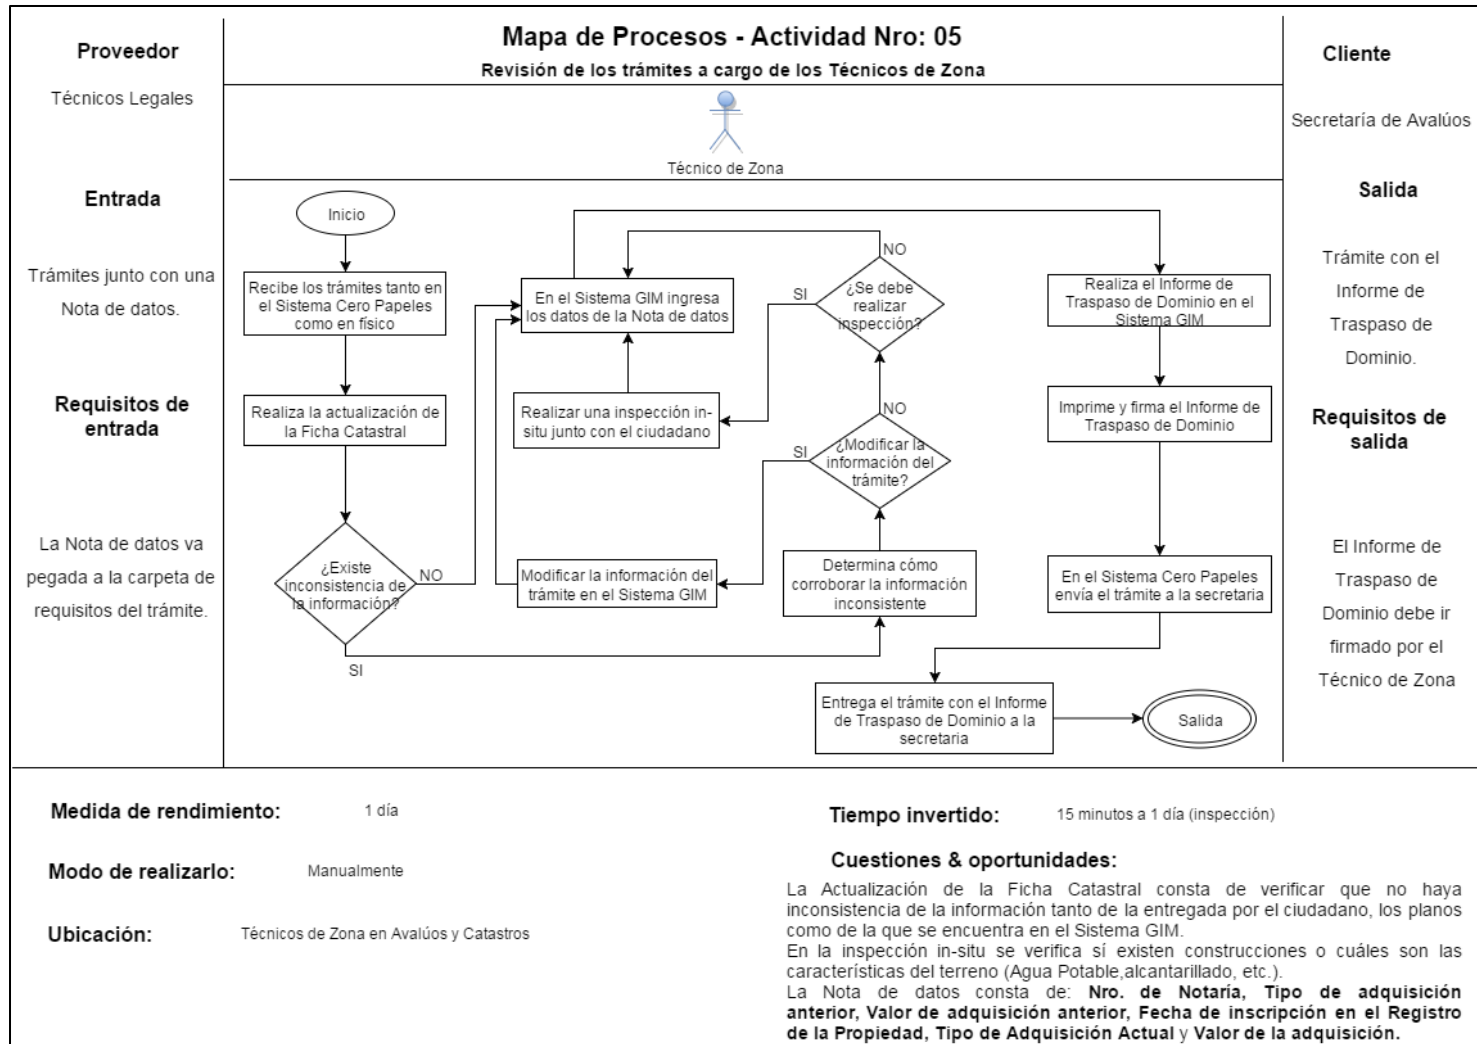 Mapa de Procesos - Actividad Nro: 05
Revisión de los trámites a cargo de los Técnicos de Zona
Proveedor
Técnicos Legales
Entrada
Trámites junto con una
Nota de datos.
Requisitos de
entrada
La Nota de datos va
pegada a la carpeta de
requisitos del trámite.
Técnico de Zona
Inicio
Recibe los trámites tanto en
el Sistema Cero Papeles
como en físico
Realiza la actualización de
la Ficha Catastral
¿Existe
inconsistencia de
la información?
NO
SI
En el Sistema GIM ingresa
los datos de la Nota de datos
Realizar una inspección in-
situ junto con el ciudadano
Modificar la información del
trámite en el Sistema GIM
NO
¿Se debe
realizar
inspección?
SI
NO
¿Modificar la
información del
trámite?
SI
Determina cómo
corroborar la información
inconsistente
Realiza el Informe de
Traspaso de Dominio en el
Sistema GIM
Imprime y firma el Informe de
Traspaso de Dominio
En el Sistema Cero Papeles
envía el trámite a la secretaria
Entrega el trámite con el Informe
de Traspaso de Dominio a la
secretaria
Salida
Cliente
Secretaría de Avalúos
Salida
Trámite con el
Informe de
Traspaso de
Dominio.
Requisitos de
salida
El Informe de
Traspaso de
Dominio debe ir
firmado por el
Técnico de Zona
Medida de rendimiento: 1 día
Modo de realizarlo: Manualmente
Ubicación: Técnicos de Zona en Avalúos y Catastros
Tiempo invertido: 15 minutos a 1 día (inspección)
Cuestiones & oportunidades:
La Actualización de la Ficha Catastral consta de verificar que no haya
inconsistencia de la información tanto de la entregada por el ciudadano, los planos
como de la que se encuentra en el Sistema GIM.
En la inspección in-situ se verifica sí existen construcciones o cuáles son las
características del terreno (Agua Potable,alcantarillado, etc.).
La Nota de datos consta de: Nro. de Notaría, Tipo de adquisición
anterior, Valor de adquisición anterior, Fecha de inscripción en el Registro
de la Propiedad, Tipo de Adquisición Actual y Valor de la adquisición.